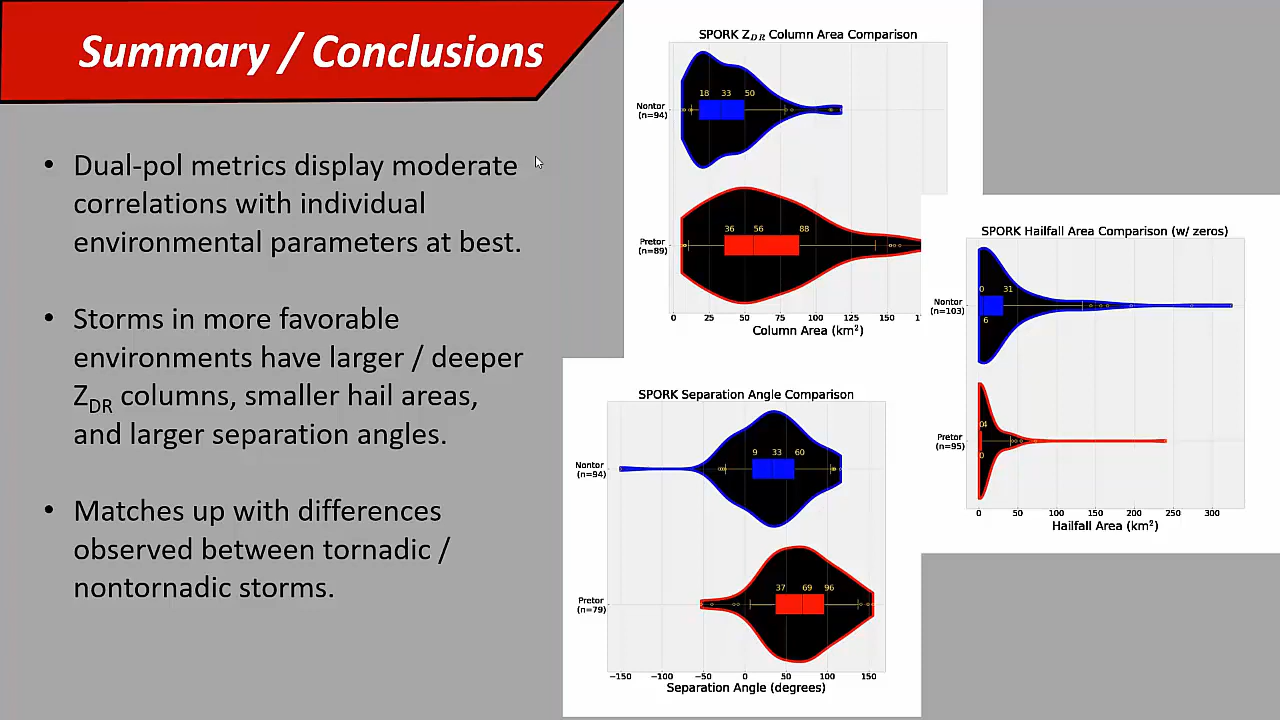 Summary / Conclusions
• Dual-pol metrics display moderate
correlations with individual
environmental parameters at best.
• Storms in more favorable
environments have larger / deeper
Z_DR columns, smaller hail areas,
and larger separation angles.
• Matches up with differences
observed between tornadic /
nontornadic storms.
SPORK Z_DR Column Area Comparison
Nontor
(n=94)
18 33 50
Pretor
(n=89)
36 56 88
0 25 50 75 100 125 150
Column Area (km²)
SPORK Hailfall Area Comparison (w/ zeros)
Nontor
(n=103)
0 31
6
Pretor
(n=95)
0 4
0
0 50 100 150 200 250 300
Hailfall Area (km²)
SPORK Separation Angle Comparison
Nontor
(n=94)
9 33 60
Pretor
(n=79)
37 69 96
−150 −100 −50 0 50 100 150
Separation Angle (degrees)